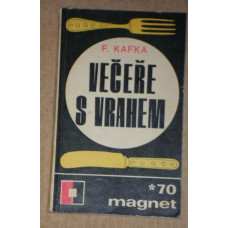 F. KAFKA
VEČEŘE
S VRAHEM
*70
magnet